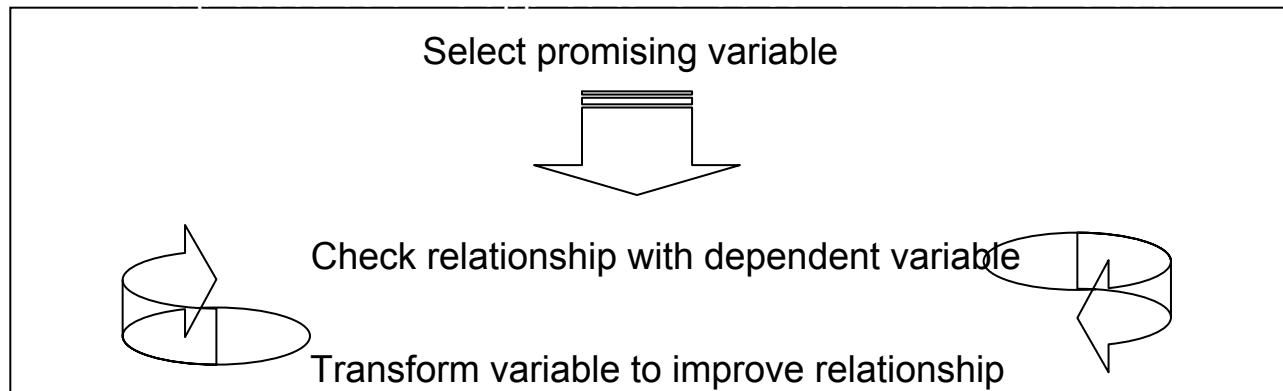 Select promising variable
Check relationship with dependent variable
Transform variable to improve relationship